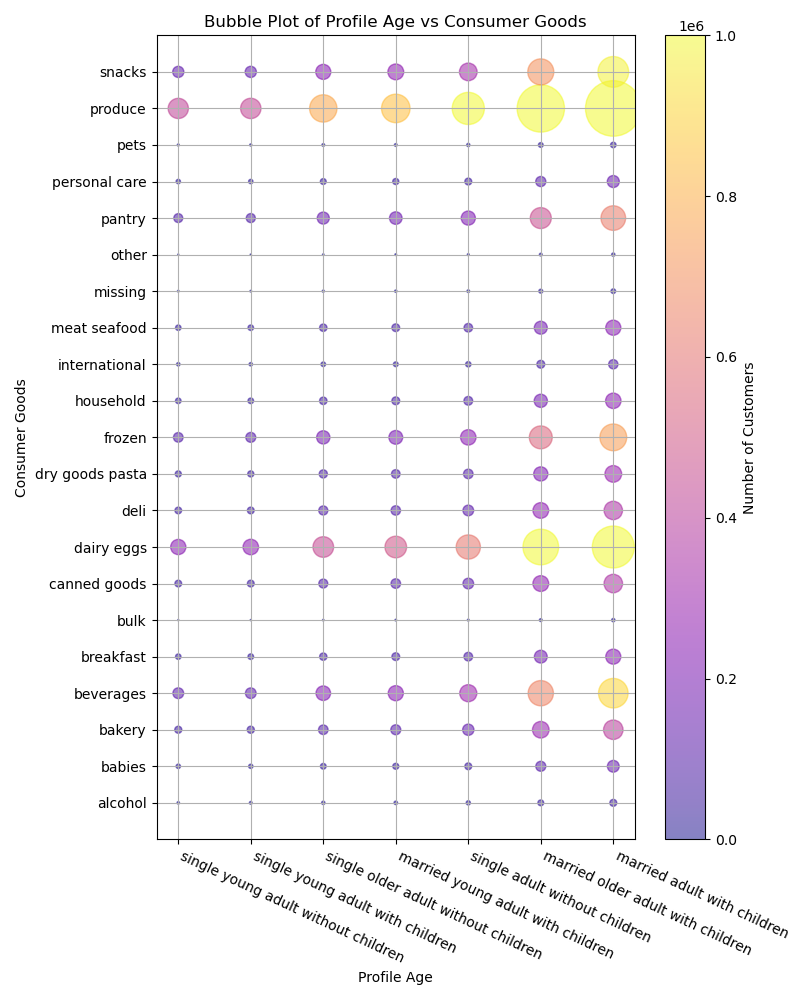 Bubble Plot of Profile Age vs Consumer Goods
1e6
1.0
0.8
0.6
0.4
0.2
0.0
Number of Customers
Consumer Goods
snacks
produce
pets
personal care
pantry
other
missing
meat seafood
international
household
frozen
dry goods pasta
deli
dairy eggs
canned goods
bulk
breakfast
beverages
bakery
babies
alcohol
single young adult without children
single young adult with children
single older adult without children
married young adult with children
single adult without children
married older adult with children
married adult with children
Profile Age